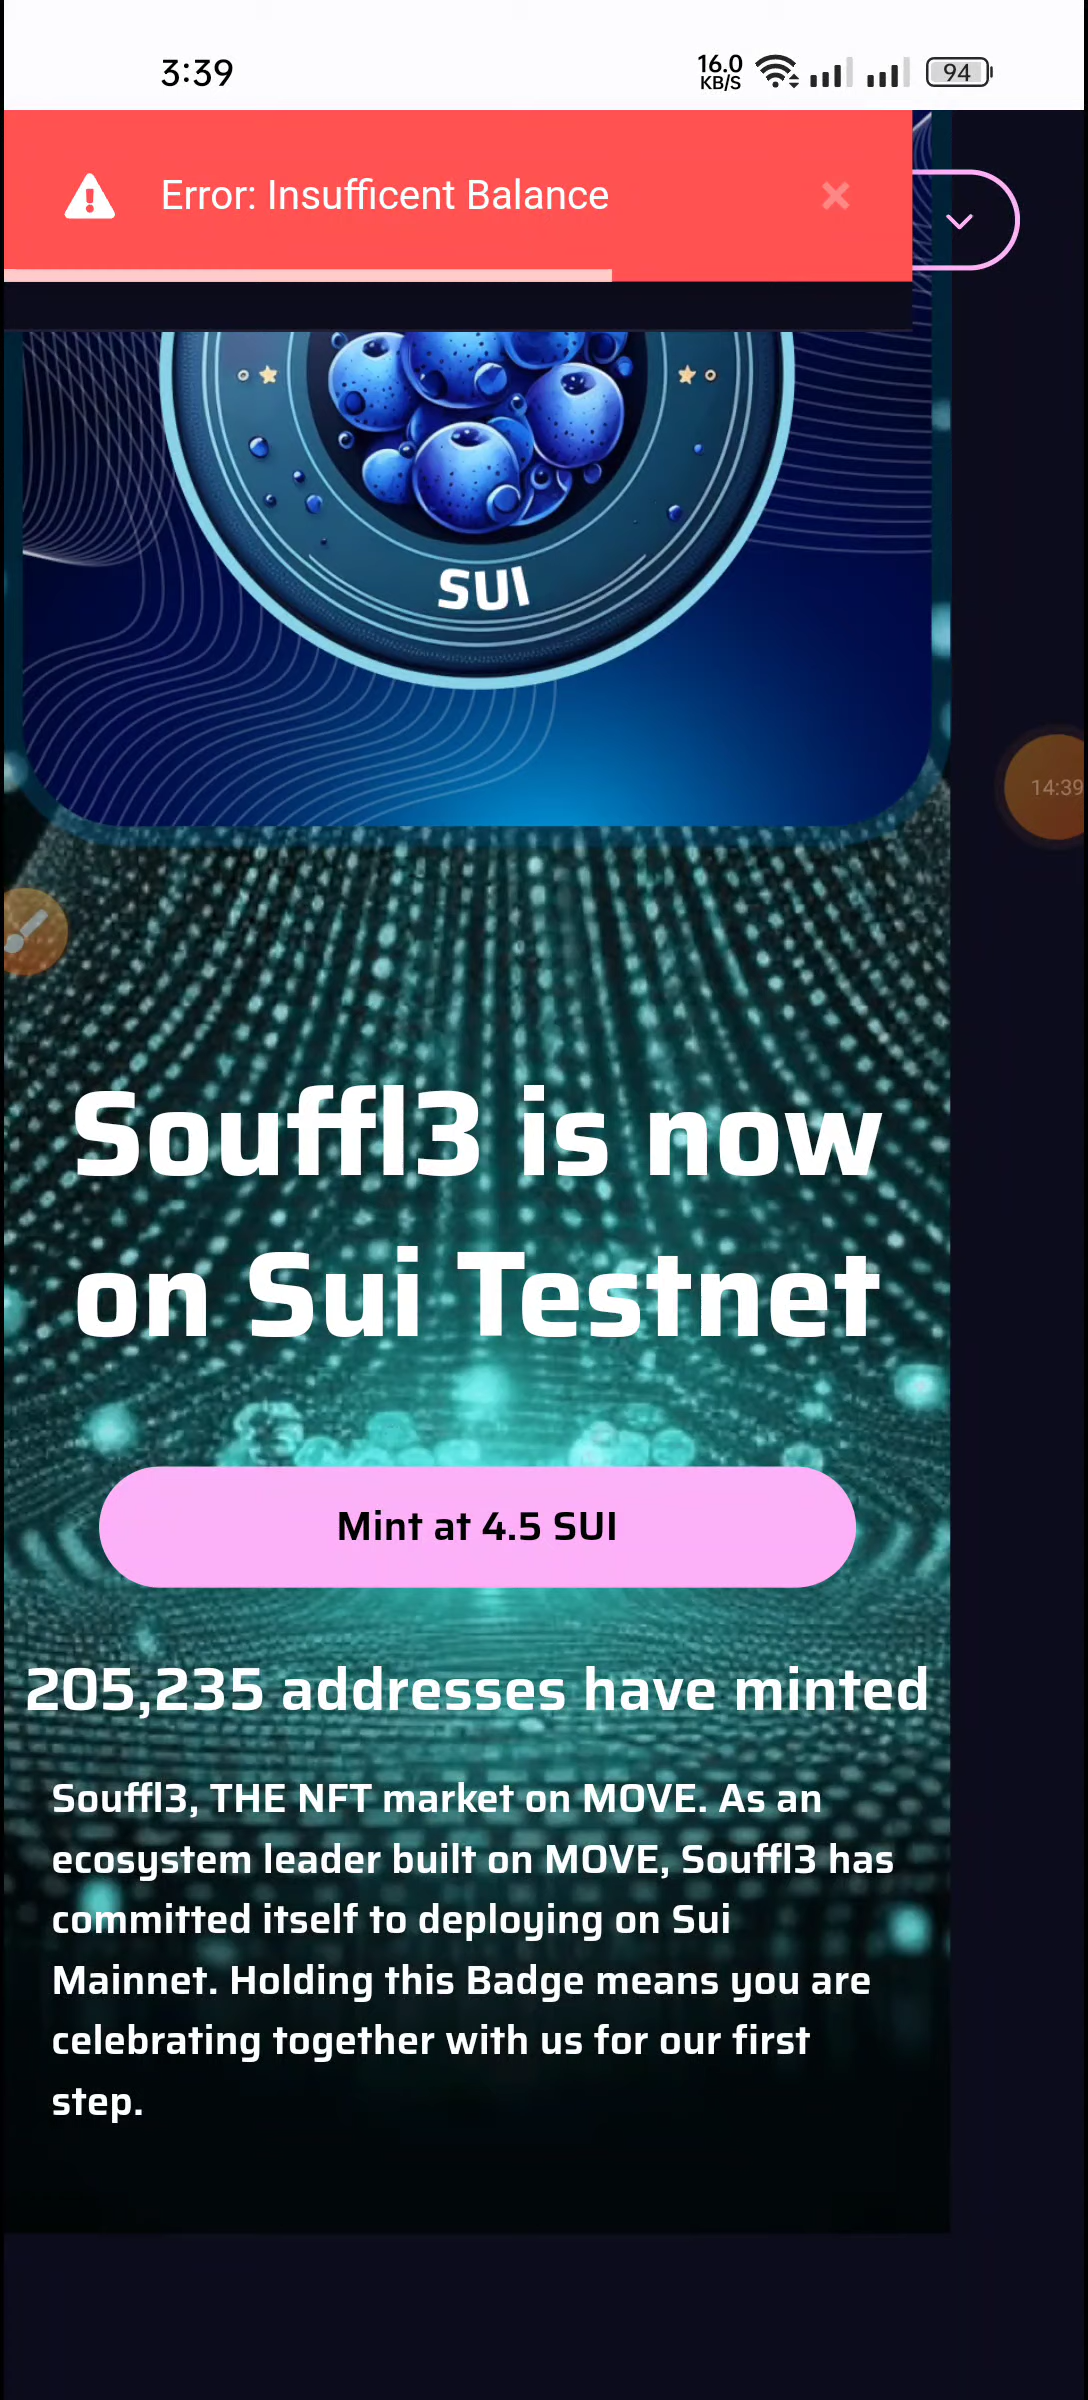 3:39
16.0
KB/S
94
Error: Insufficent Balance
SUI
14:39
Souffl3 is now
on Sui Testnet
Mint at 4.5 SUI
205,235 addresses have minted
Souffl3, THE NFT market on MOVE. As an
ecosystem leader built on MOVE, Souffl3 has
committed itself to deploying on Sui
Mainnet. Holding this Badge means you are
celebrating together with us for our first
step.